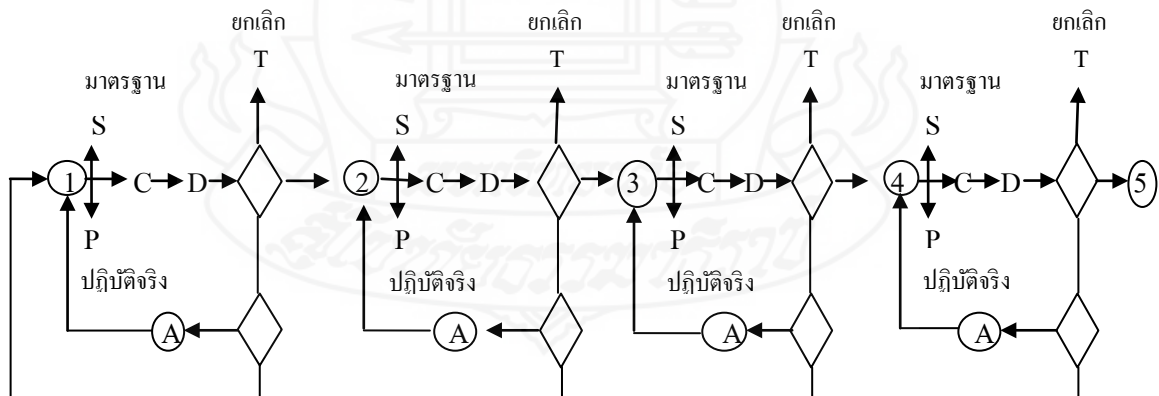 ยกเลิก ยกเลิก ยกเลิก ยกเลิก
T T T T
มาตรฐาน มาตรฐาน มาตรฐาน มาตรฐาน
S S S S
1 C D 2 C D 3 C D 4 C D 5
P P P P
ปฏิบัติจริง ปฏิบัติจริง ปฏิบัติจริง ปฏิบัติจริง
A A A A